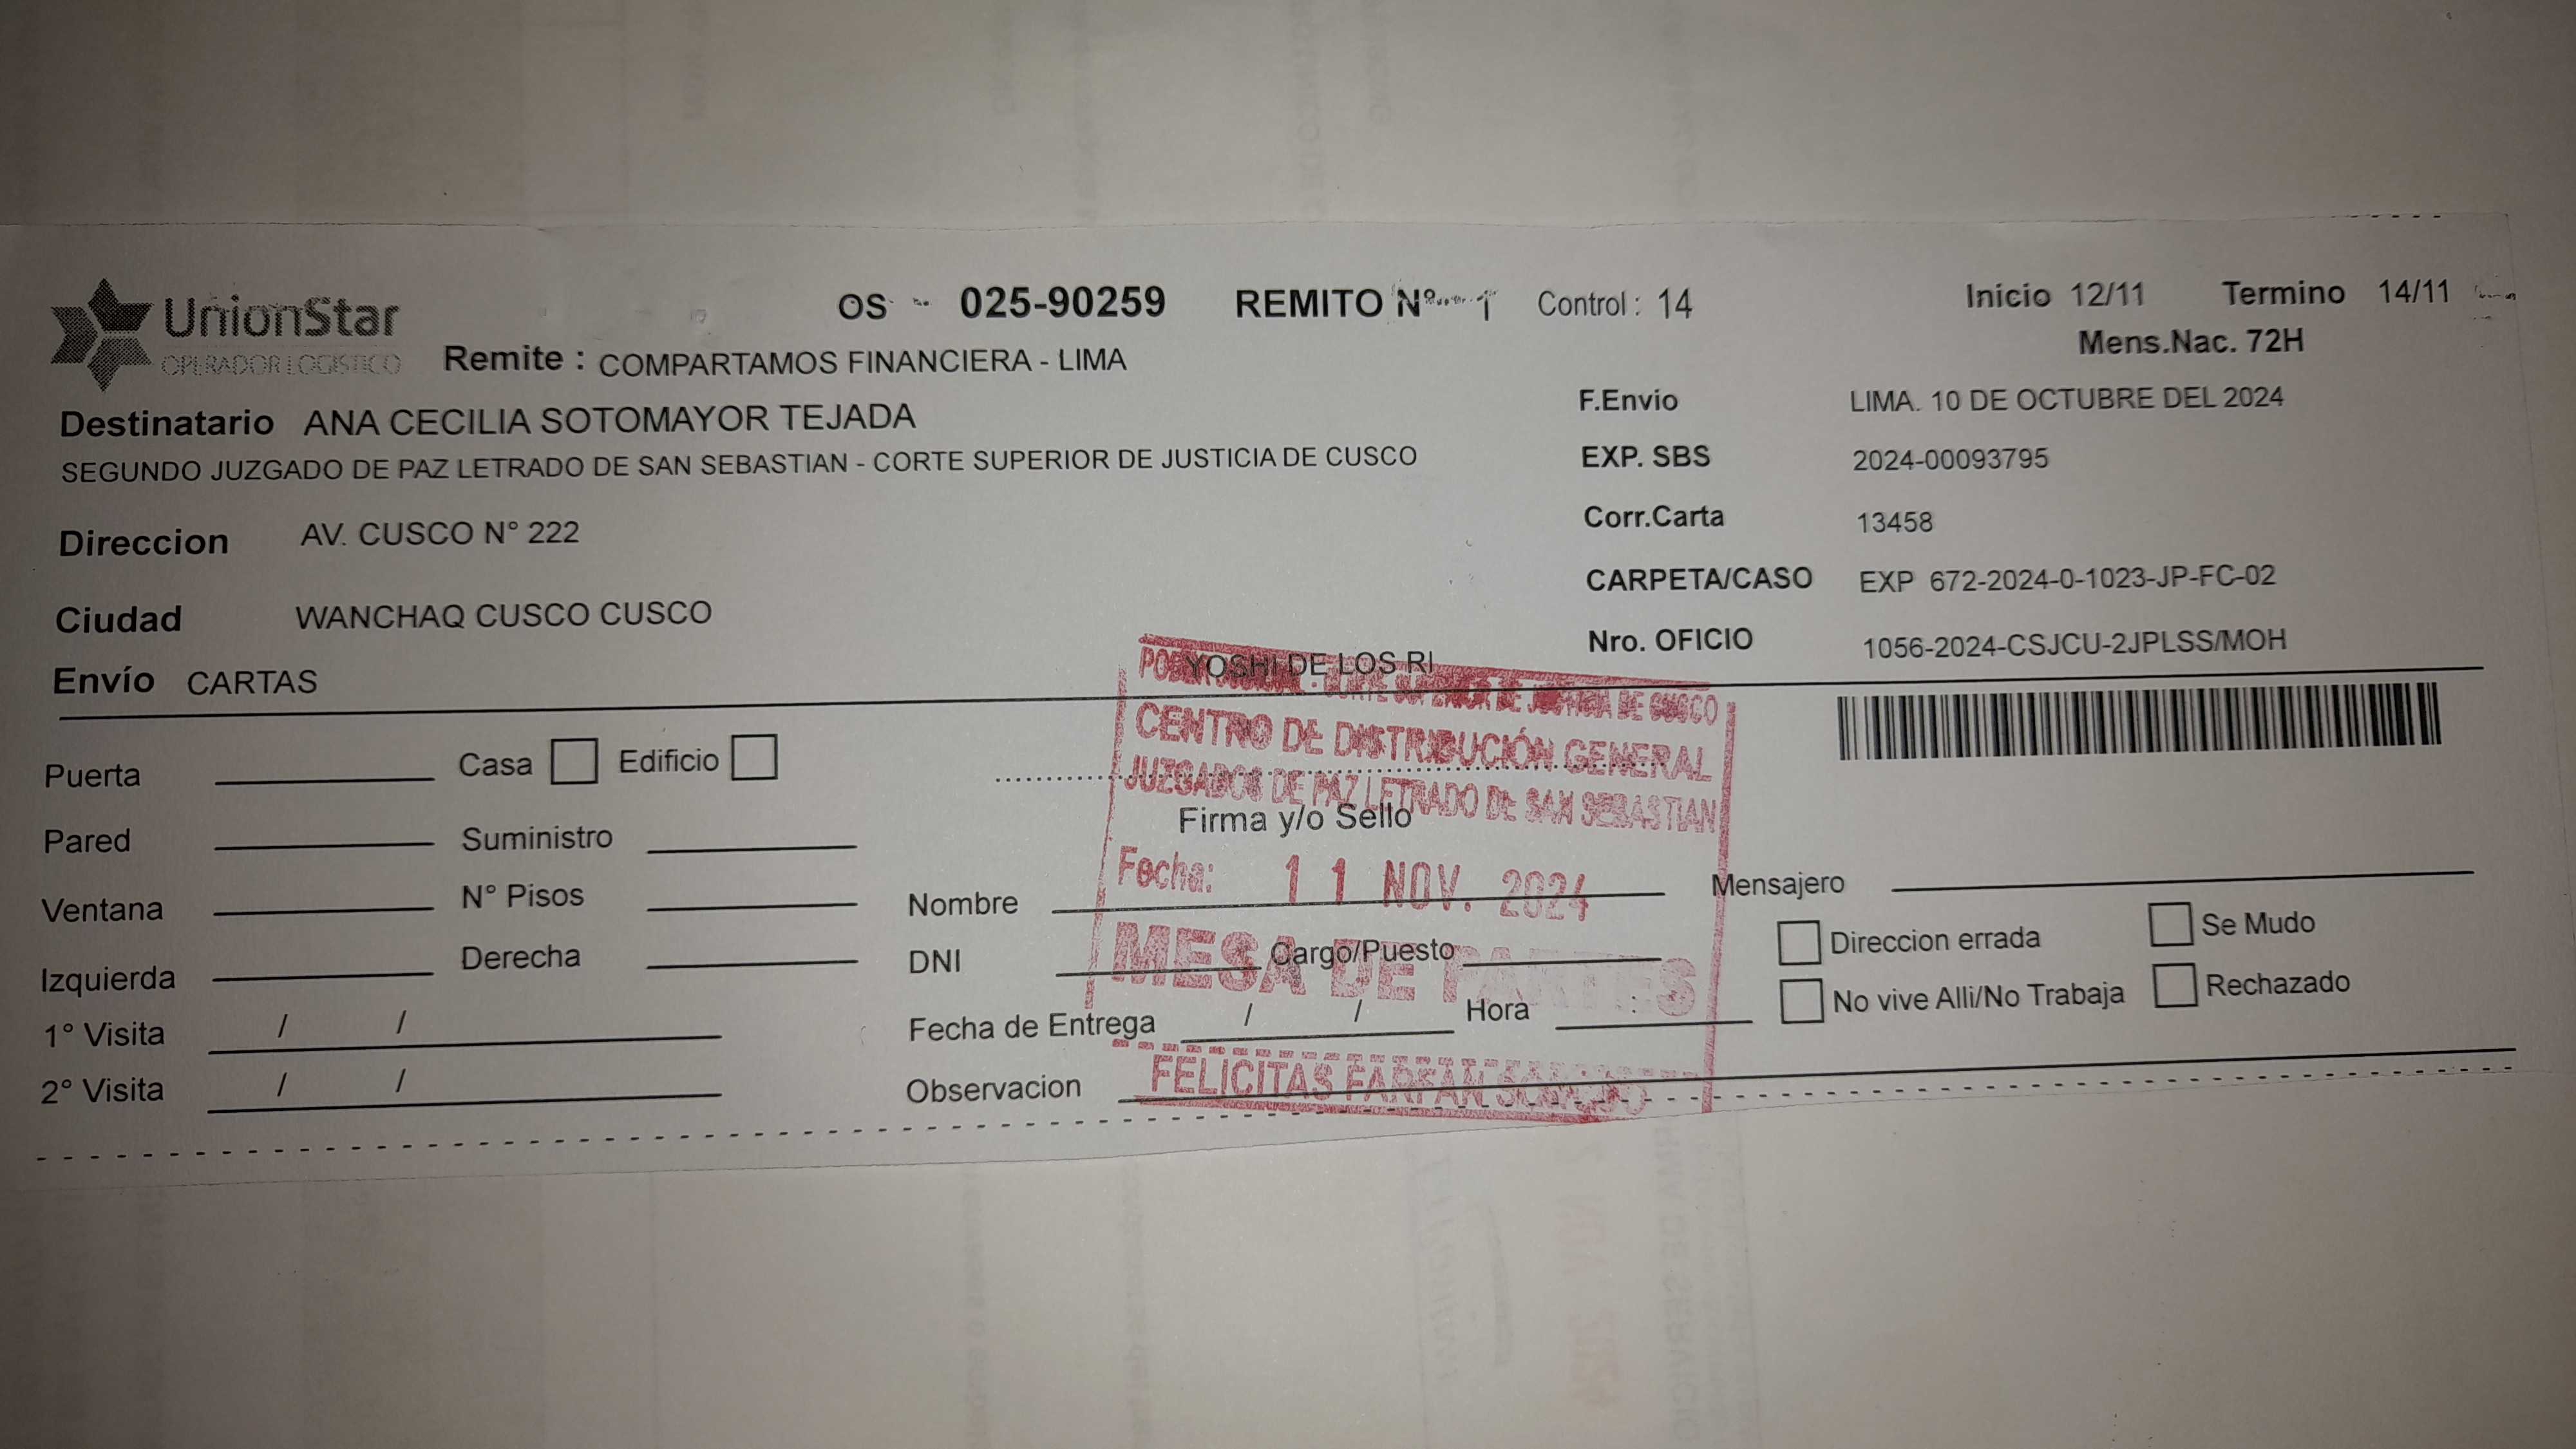 UnionStar
OPERADOR LOGISTICO
OS - 025-90259 REMITO Nº 1 Control : 14
Inicio 12/11 Termino 14/11
Mens.Nac. 72H
Remite : COMPARTAMOS FINANCIERA - LIMA
Destinatario ANA CECILIA SOTOMAYOR TEJADA
SEGUNDO JUZGADO DE PAZ LETRADO DE SAN SEBASTIAN - CORTE SUPERIOR DE JUSTICIA DE CUSCO
Direccion AV. CUSCO N° 222
Ciudad WANCHAQ CUSCO CUSCO
Envío CARTAS
F.Envio LIMA. 10 DE OCTUBRE DEL 2024
EXP. SBS 2024-00093795
Corr.Carta 13458
CARPETA/CASO EXP 672-2024-0-1023-JP-FC-02
Nro. OFICIO 1056-2024-CSJCU-2JPLSS/MOH
YOSHI DE LOS RI
CORTE SUPERIOR DE JUSTICIA DE CUSCO
CENTRO DE DISTRIBUCIÓN GENERAL
JUZGADOS DE PAZ LETRADO DE SAN SEBASTIAN
Fecha: 11 NOV. 2024
MESA DE PARTES
FELICITAS FARFAN
Puerta Casa Edificio
Pared Suministro
Ventana N° Pisos
Izquierda Derecha
1° Visita / /
2° Visita / /
Firma y/o Sello
Nombre
DNI Cargo/Puesto
Fecha de Entrega / / Hora :
Observacion
Mensajero
Direccion errada Se Mudo
No vive Alli/No Trabaja Rechazado